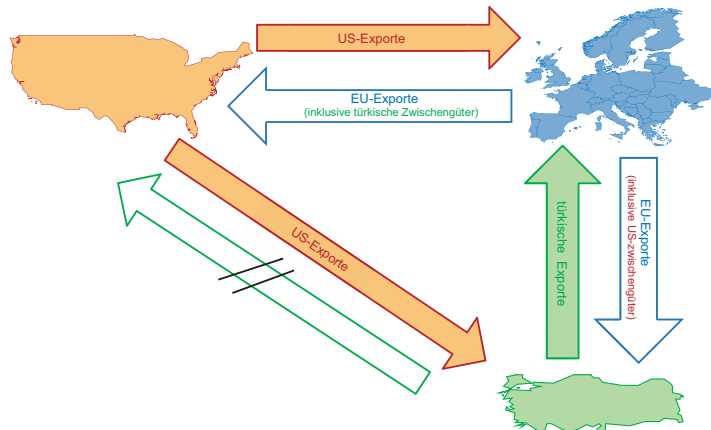 US-Exporte
EU-Exporte
(inklusive türkische Zwischengüter)
US-Exporte
türkische Exporte
EU-Exporte
(inklusive US-zwischengüter)